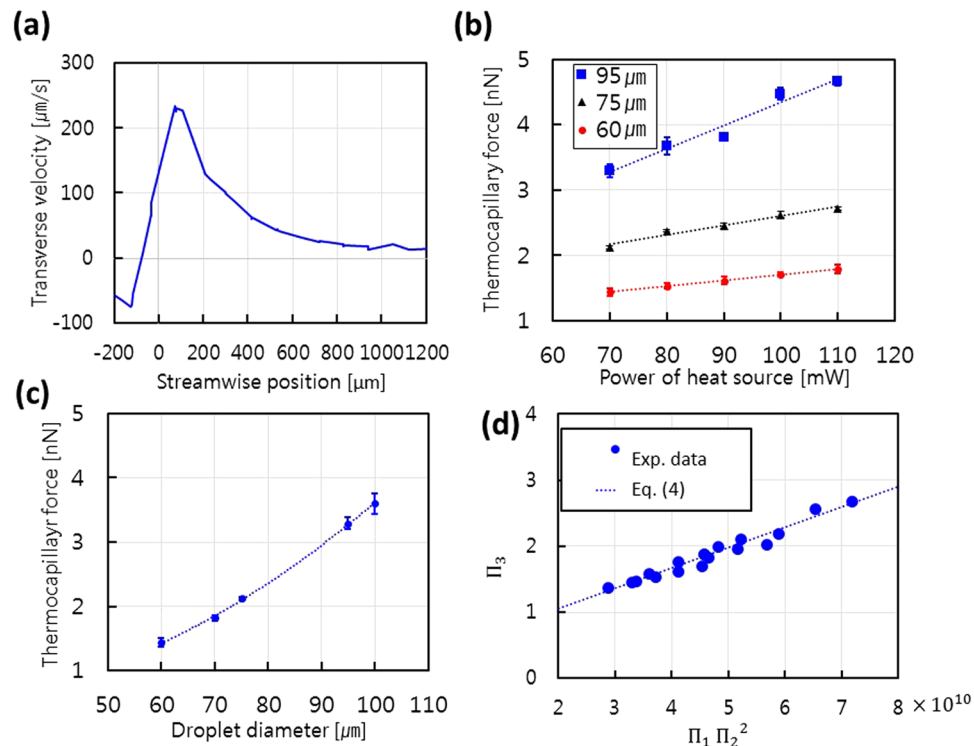 (a)
300
200
100
0
-100
Transverse velocity [μm/s]
-200 0 200 400 600 800 10001200
Streamwise position [μm]
(b)
5
4
3
2
1
Thermocapillary force [nN]
95 μm
75 μm
60 μm
60 70 80 90 100 110 120
Power of heat source [mW]
(c)
5
4
3
2
1
Thermocapillayr force [nN]
50 60 70 80 90 100 110
Droplet diameter [μm]
(d)
4
3
2
1
0
Π3
Exp. data
Eq. (4)
2 3 4 5 6 7 8 × 10^10
Π1 Π2^2